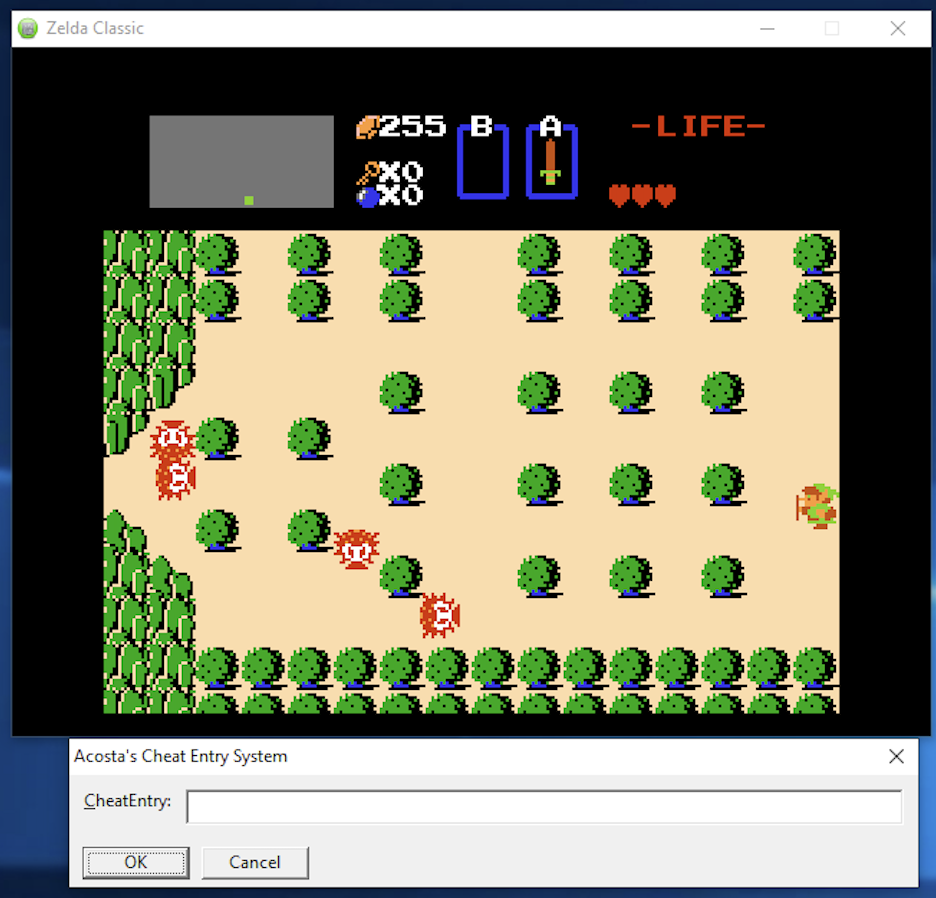 Zelda Classic
255 B A -LIFE-
X0
X0
Acosta's Cheat Entry System
CheatEntry:
OK Cancel